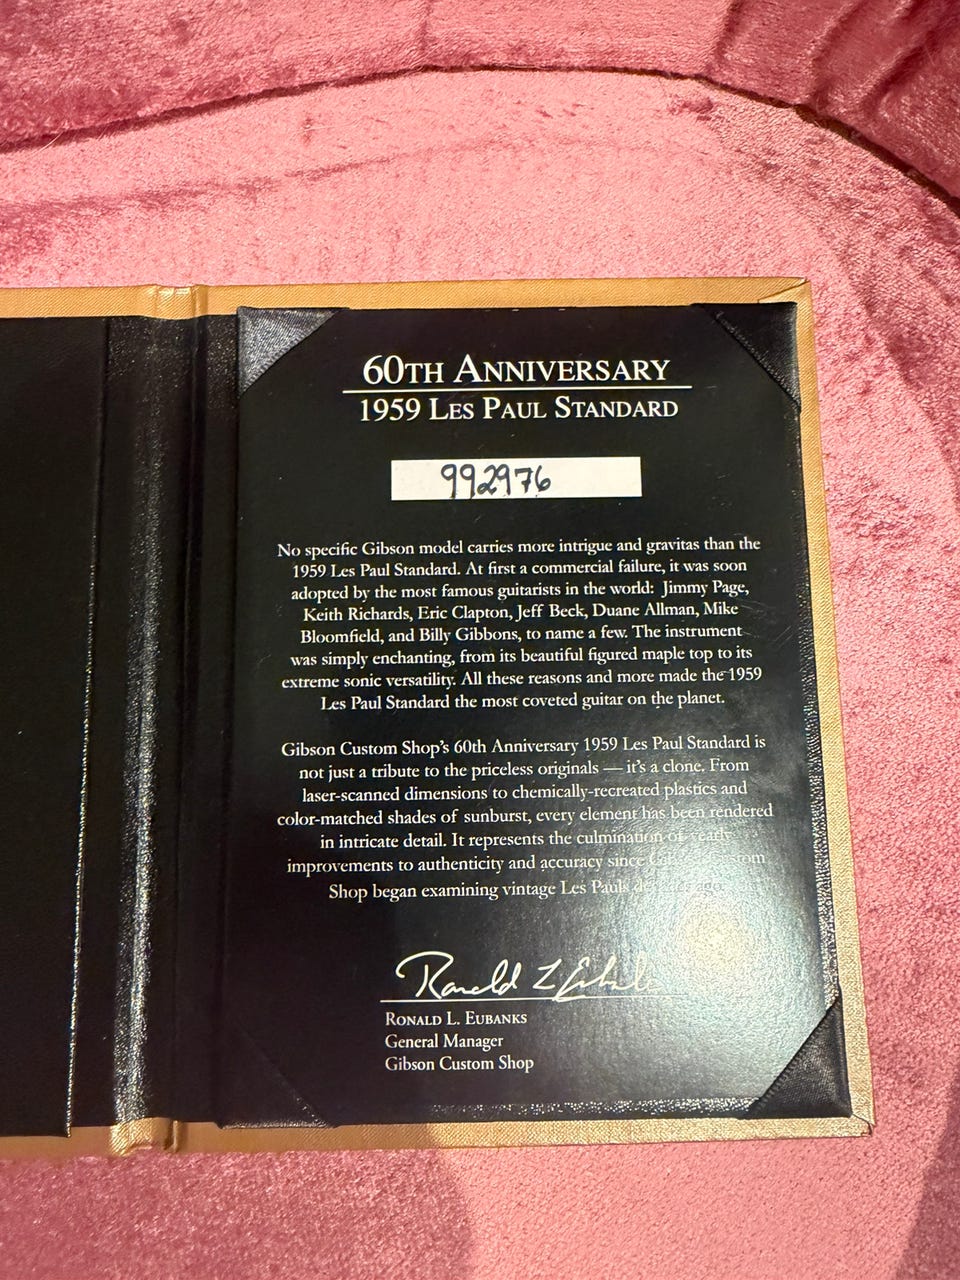 60TH ANNIVERSARY
1959 LES PAUL STANDARD
992976
No specific Gibson model carries more intrigue and gravitas than the
1959 Les Paul Standard. At first a commercial failure, it was soon
adopted by the most famous guitarists in the world: Jimmy Page,
Keith Richards, Eric Clapton, Jeff Beck, Duane Allman, Mike
Bloomfield, and Billy Gibbons, to name a few. The instrument
was simply enchanting, from its beautiful figured maple top to its
extreme sonic versatility. All these reasons and more made the 1959
Les Paul Standard the most coveted guitar on the planet.
Gibson Custom Shop's 60th Anniversary 1959 Les Paul Standard is
not just a tribute to the priceless originals — it's a clone. From
laser-scanned dimensions to chemically-recreated plastics and
color-matched shades of sunburst, every element has been rendered
in intricate detail. It represents the culmination of yearly
improvements to authenticity and accuracy since Gibson Custom
Shop began examining vintage Les Pauls decades ago.
Ronald L Eubanks
RONALD L. EUBANKS
General Manager
Gibson Custom Shop